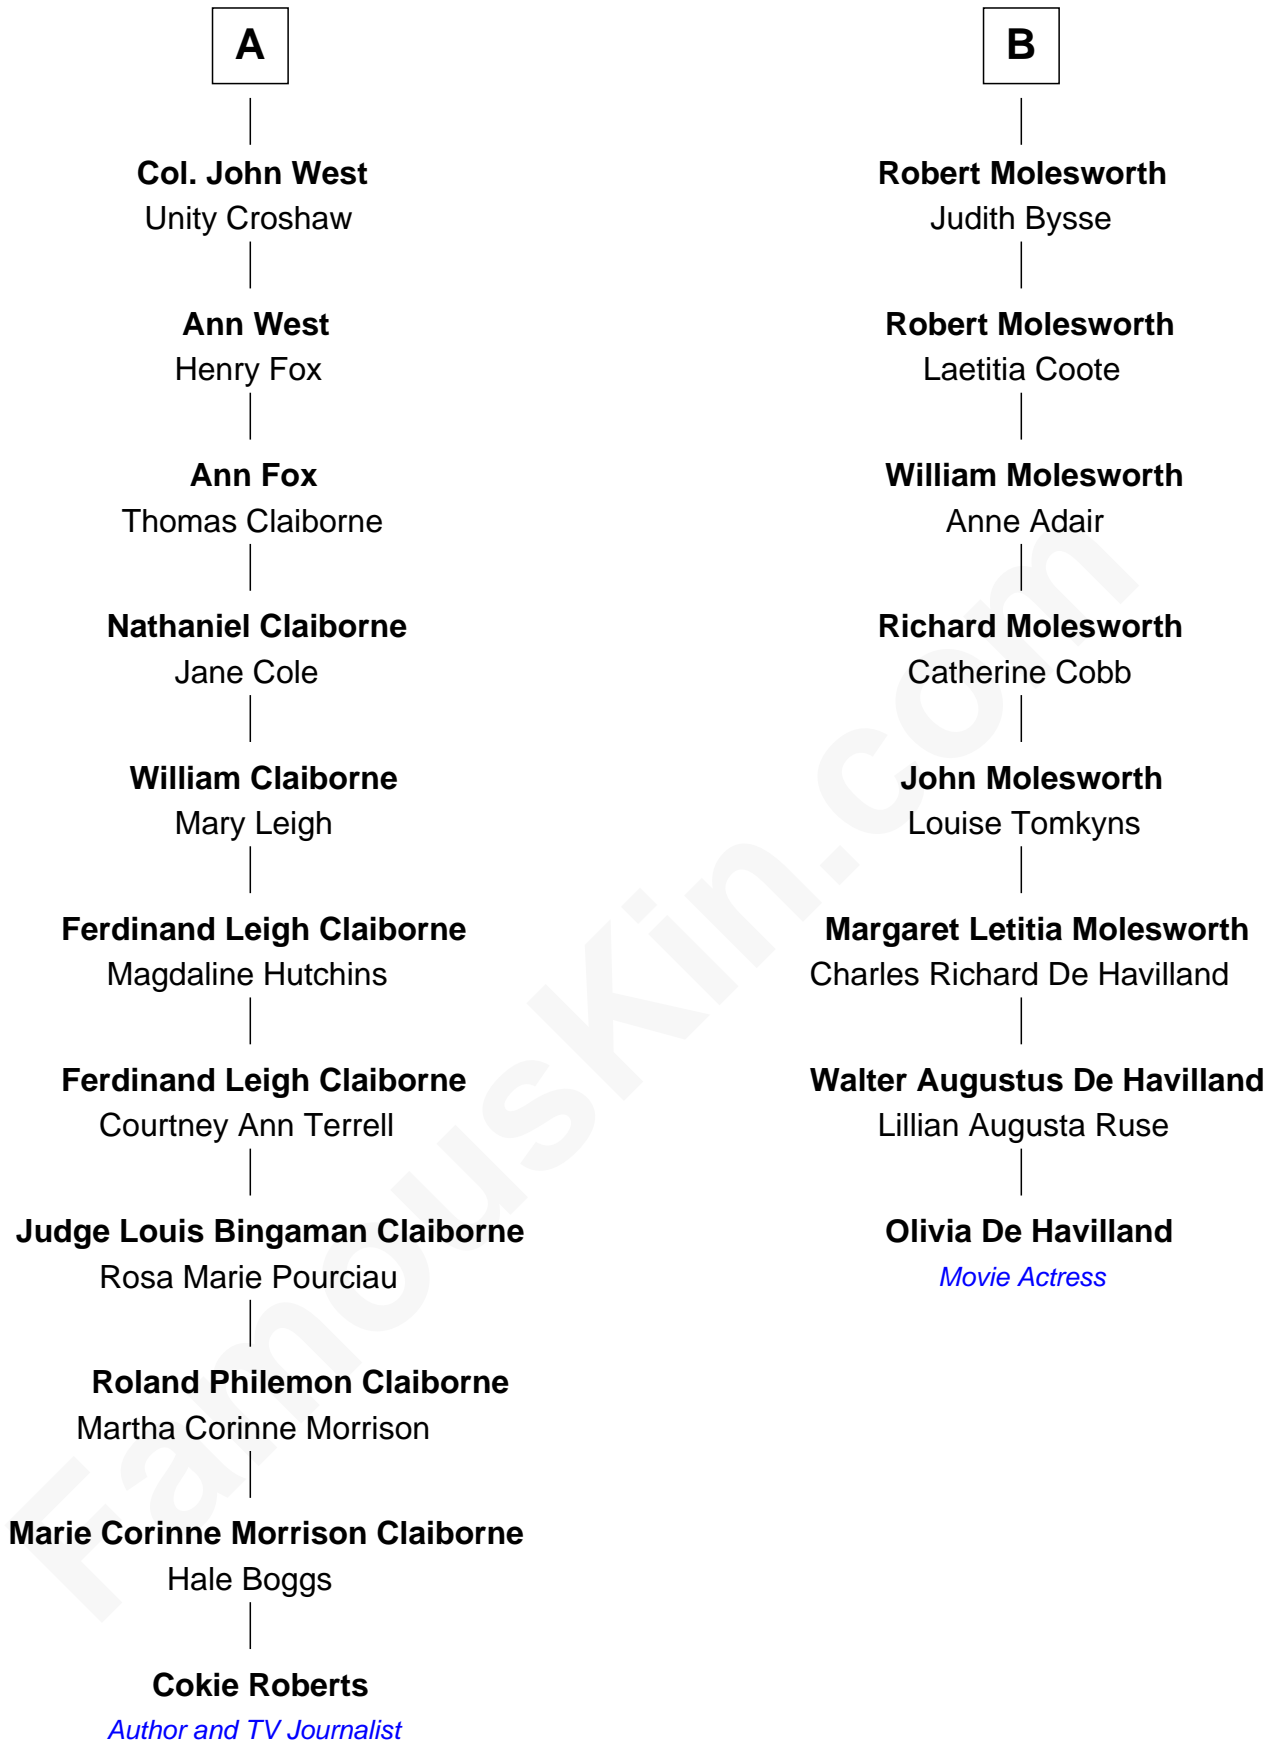 A
Col. John West
Unity Croshaw
Ann West
Henry Fox
Ann Fox
Thomas Claiborne
Nathaniel Claiborne
Jane Cole
William Claiborne
Mary Leigh
Ferdinand Leigh Claiborne
Magdaline Hutchins
Ferdinand Leigh Claiborne
Courtney Ann Terrell
Judge Louis Bingaman Claiborne
Rosa Marie Pourciau
Roland Philemon Claiborne
Martha Corinne Morrison
Marie Corinne Morrison Claiborne
Hale Boggs
Cokie Roberts
Author and TV Journalist
B
Robert Molesworth
Judith Bysse
Robert Molesworth
Laetitia Coote
William Molesworth
Anne Adair
Richard Molesworth
Catherine Cobb
John Molesworth
Louise Tomkyns
Margaret Letitia Molesworth
Charles Richard De Havilland
Walter Augustus De Havilland
Lillian Augusta Ruse
Olivia De Havilland
Movie Actress
FamousKin.com